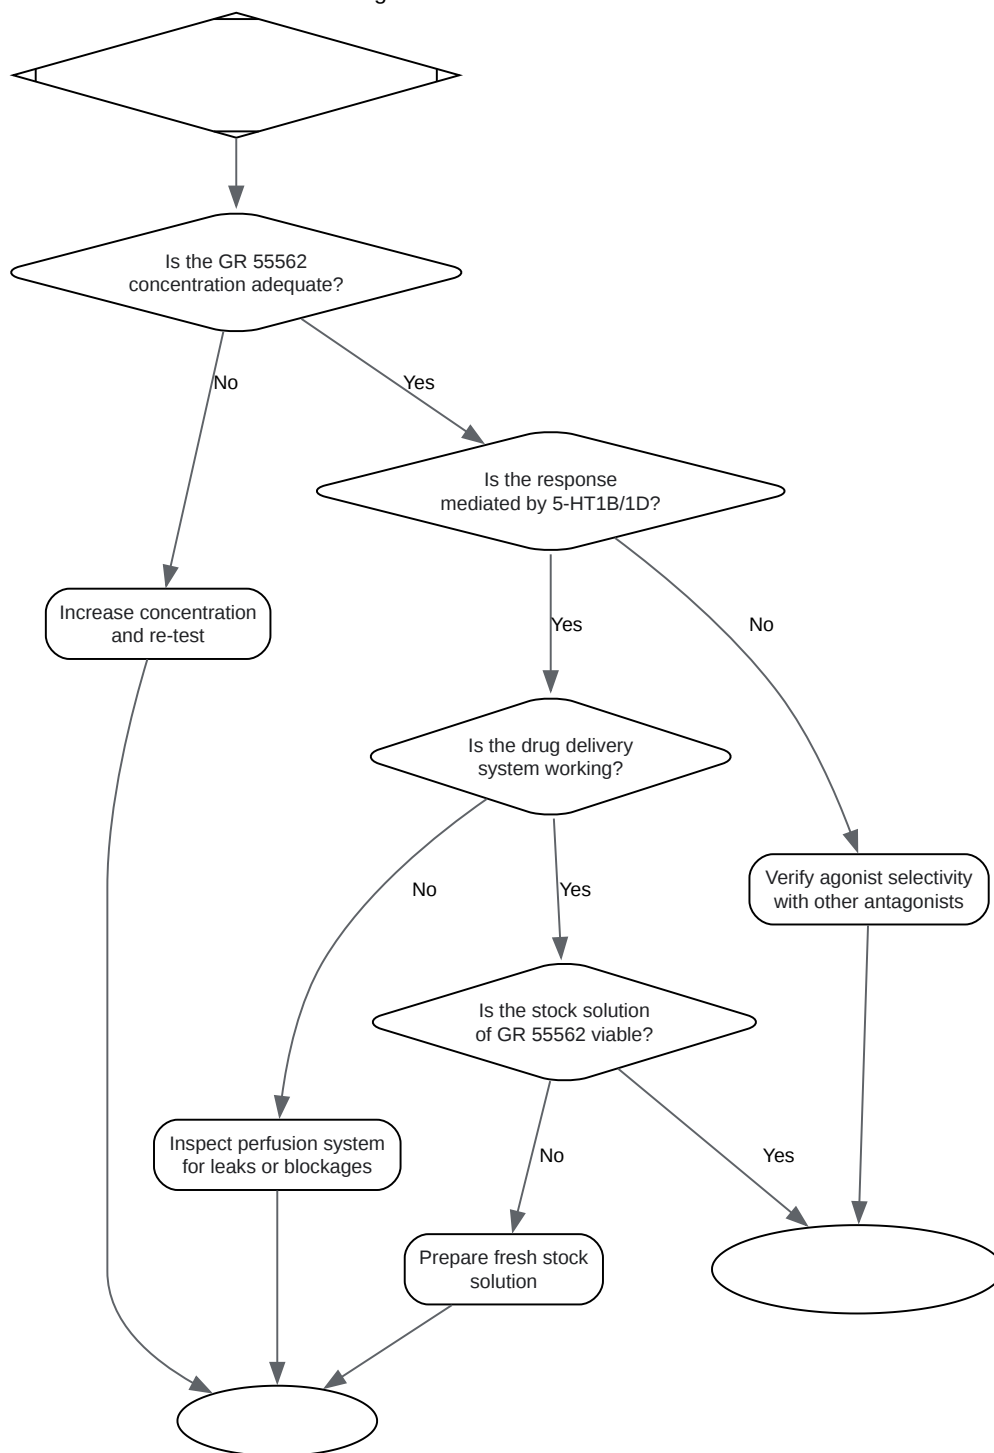 Is the GR 55562
concentration adequate?
No
Yes
Is the response
mediated by 5-HT1B/1D?
Increase concentration
and re-test
Yes
No
Is the drug delivery
system working?
No
Yes
Verify agonist selectivity
with other antagonists
Is the stock solution
of GR 55562 viable?
Inspect perfusion system
for leaks or blockages
No
Yes
Prepare fresh stock
solution